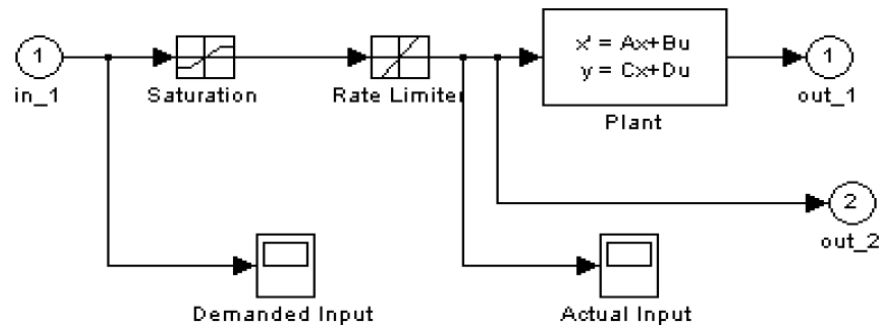 1
in_1
Saturation
Rate Limiter
x' = Ax+Bu
y = Cx+Du
Plant
1
out_1
2
out_2
Demanded Input
Actual Input